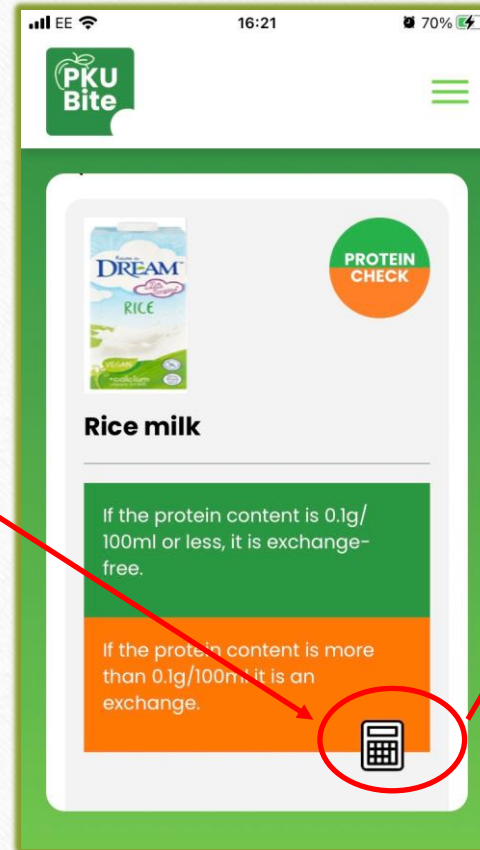 EE
16:21
70%
PKU
Bite
DREAM
RICE
VEGAN
+calcium
PROTEIN
CHECK
Rice milk
If the protein content is 0.1g/
100ml or less, it is exchange-
free.
If the protein content is more
than 0.1g/100ml it is an
exchange.